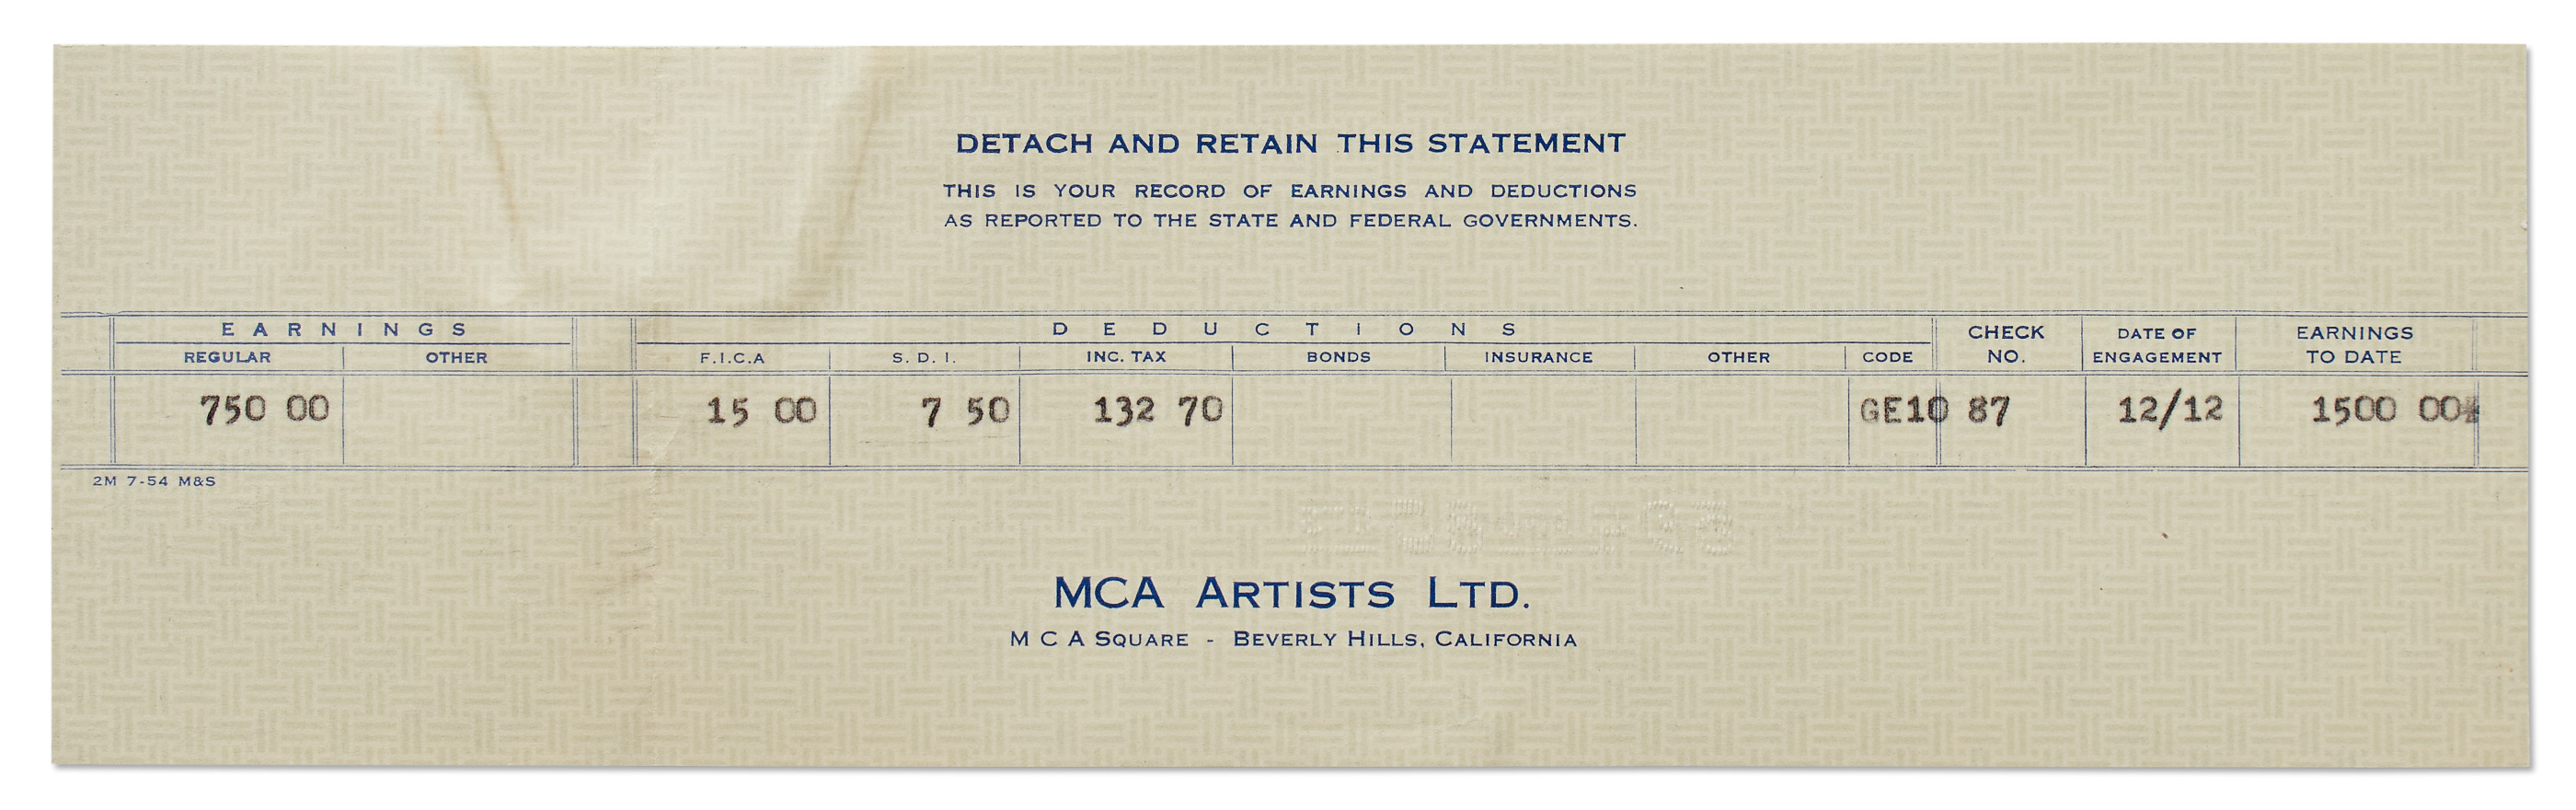 DETACH AND RETAIN THIS STATEMENT
THIS IS YOUR RECORD OF EARNINGS AND DEDUCTIONS
AS REPORTED TO THE STATE AND FEDERAL GOVERNMENTS.
EARNINGS DEDUCTIONS CHECK NO. DATE OF ENGAGEMENT EARNINGS TO DATE
REGULAR OTHER F.I.C.A S. D. I. INC. TAX BONDS INSURANCE OTHER CODE
750 00 15 00 7 50 132 70 GE10 87 12/12 1500 00
2M 7-54 M&S
MCA ARTISTS LTD.
M C A SQUARE - BEVERLY HILLS, CALIFORNIA